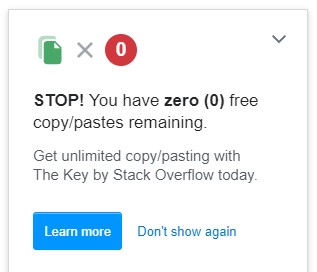 0
STOP! You have zero (0) free
copy/pastes remaining.
Get unlimited copy/pasting with
The Key by Stack Overflow today.
Learn more
Don't show again